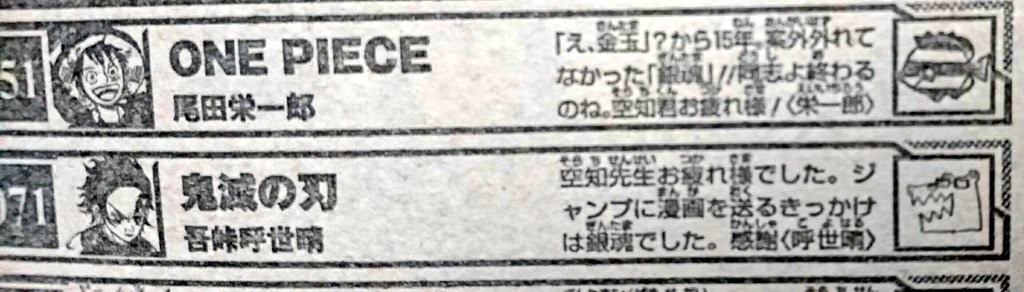 51
ONE PIECE
尾田栄一郎
「え、金玉」?から15年。案外外れて
なかった「銀魂」!!同志よ終わる
のね。空知君お疲れ様!〈栄一郎〉
071
鬼滅の刃
吾峠呼世晴
空知先生お疲れ様でした。ジ
ャンプに漫画を送るきっかけ
は銀魂でした。感謝〈呼世晴〉